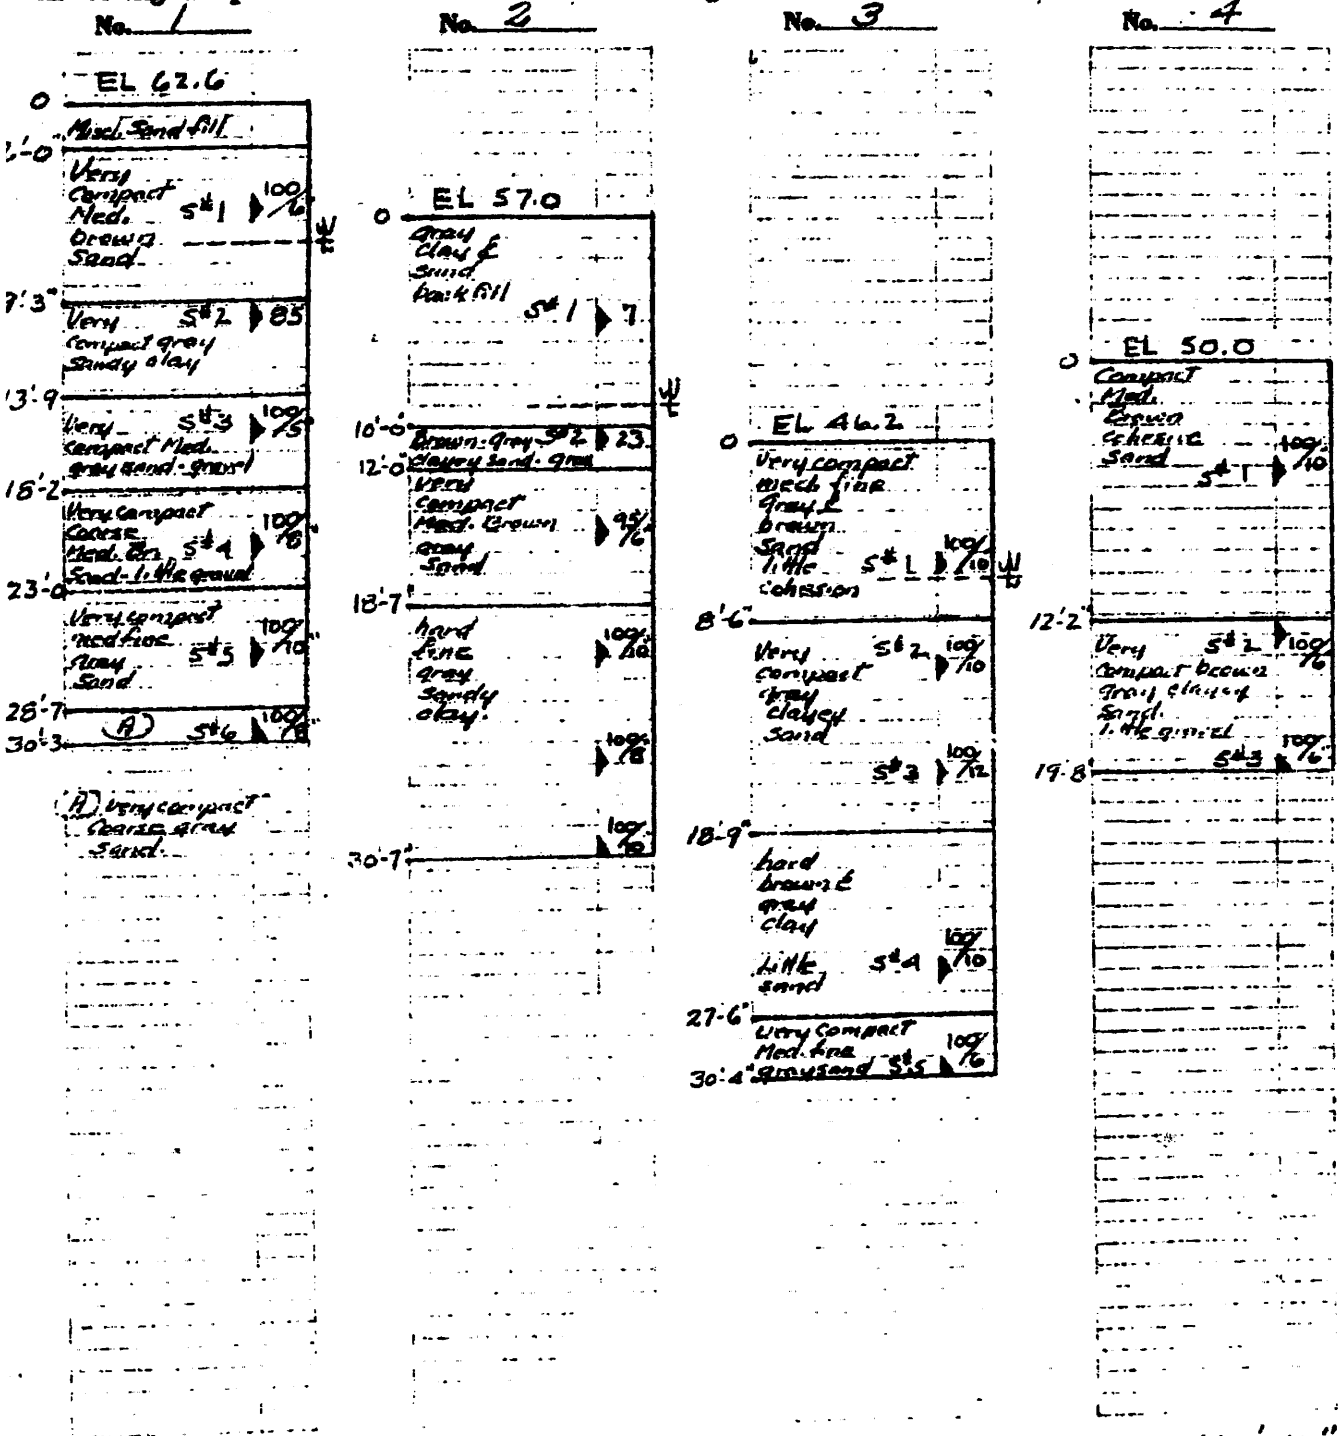 No. 1
EL 62.6
0
Misc. Sand fill
-0"
Very
Compact
Med.
brown
Sand
S#1 100/6"
9'-3"
Very
compact gray
Sandy clay
S#2 85
13'-9
Very
compact Med.
gray sand-gravel
S#3 100/5"
18'-2
Very compact
Coarse
Med. Brn.
Sand-little gravel
S#4 100/8"
23'-0
Very compact
med fine
gray
Sand
S#5 100/10"
28'-7
(A) S#6 100/8"
30'-3
(A) Very compact
Coarse gray
Sand.
No. 2
EL 57.0
0
gray
clay &
Sand
backfill
S#1 7
10'-0"
Brown-gray S#2 23
clayey sand-gravel
12'-0"
Very
Compact
Med. Brown
gray
Sand
95/6
18'-7
hard
fine
gray
sandy
clay.
100/10
100/8
100/10
30'-7"
No. 3
EL 46.2
0
Very compact
med fine
gray &
brown
Sand
little
cohesion
S#1 100/10
8'-6"
Very
compact
gray
clayey
Sand
S#2 100/10
S#3 100/12
18'-9"
hard
brown &
gray
clay
Little
sand
S#4 100/10
27'-6"
Very Compact
Med. fine
gray sand S#5 100/6
30'-4"
No. 4
EL 50.0
0
Compact
Med.
Brown
cohesive
Sand
S#1 100/10
12'-2"
Very
compact brown
gray clayey
Sand.
little gravel
S#2 100/6
S#3 100/6"
19'-8"